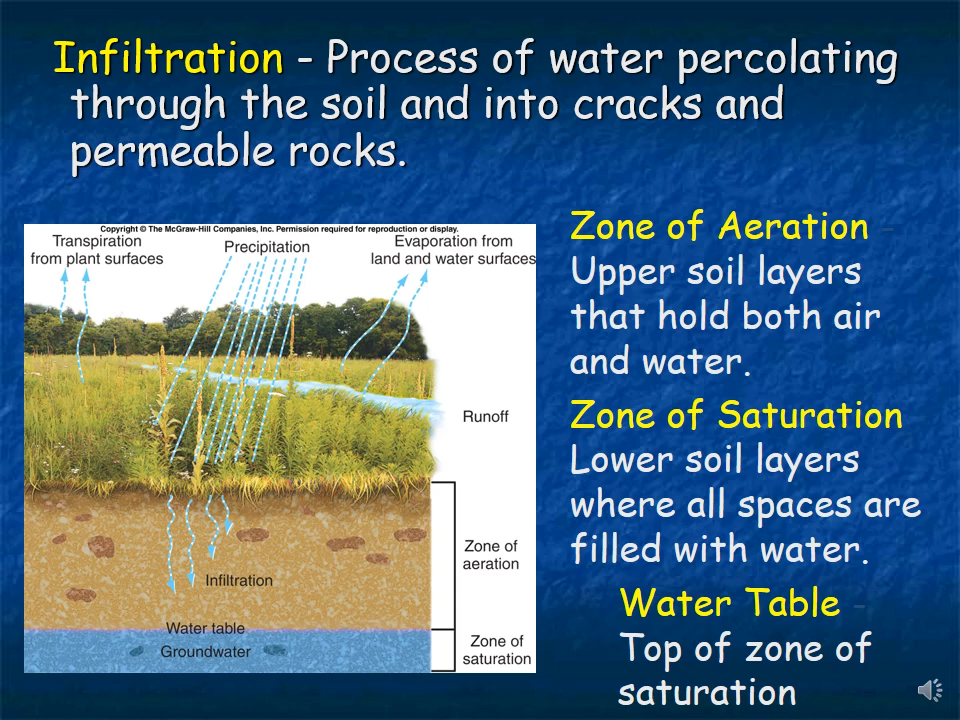 Infiltration - Process of water percolating
through the soil and into cracks and
permeable rocks.
Copyright © The McGraw-Hill Companies, Inc. Permission required for reproduction or display.
Transpiration
from plant surfaces
Precipitation
Evaporation from
land and water surfaces
Runoff
Zone of
aeration
Infiltration
Water table
Groundwater
Zone of
saturation
Zone of Aeration -
Upper soil layers
that hold both air
and water.
Zone of Saturation
Lower soil layers
where all spaces are
filled with water.
Water Table -
Top of zone of
saturation